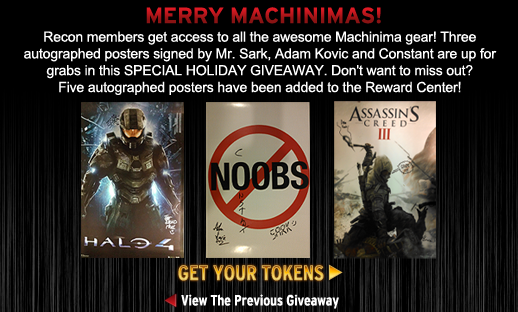 MERRY MACHINIMAS!
Recon members get access to all the awesome Machinima gear! Three
autographed posters signed by Mr. Sark, Adam Kovic and Constant are up for
grabs in this SPECIAL HOLIDAY GIVEAWAY. Don't want to miss out?
Five autographed posters have been added to the Reward Center!
HALO 4
NOOBS
ASSASSIN'S
CREED
III
GET YOUR TOKENS
View The Previous Giveaway